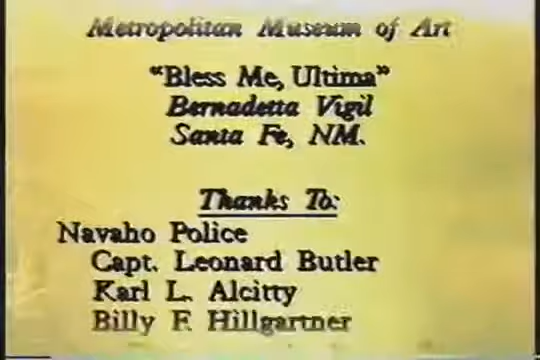 Metropolitan Museum of Art
“Bless Me, Ultima”
Bernadetta Vigil
Santa Fe, NM.
Thanks To:
Navaho Police
Capt. Leonard Butler
Karl L. Alcitty
Billy F. Hillgartner